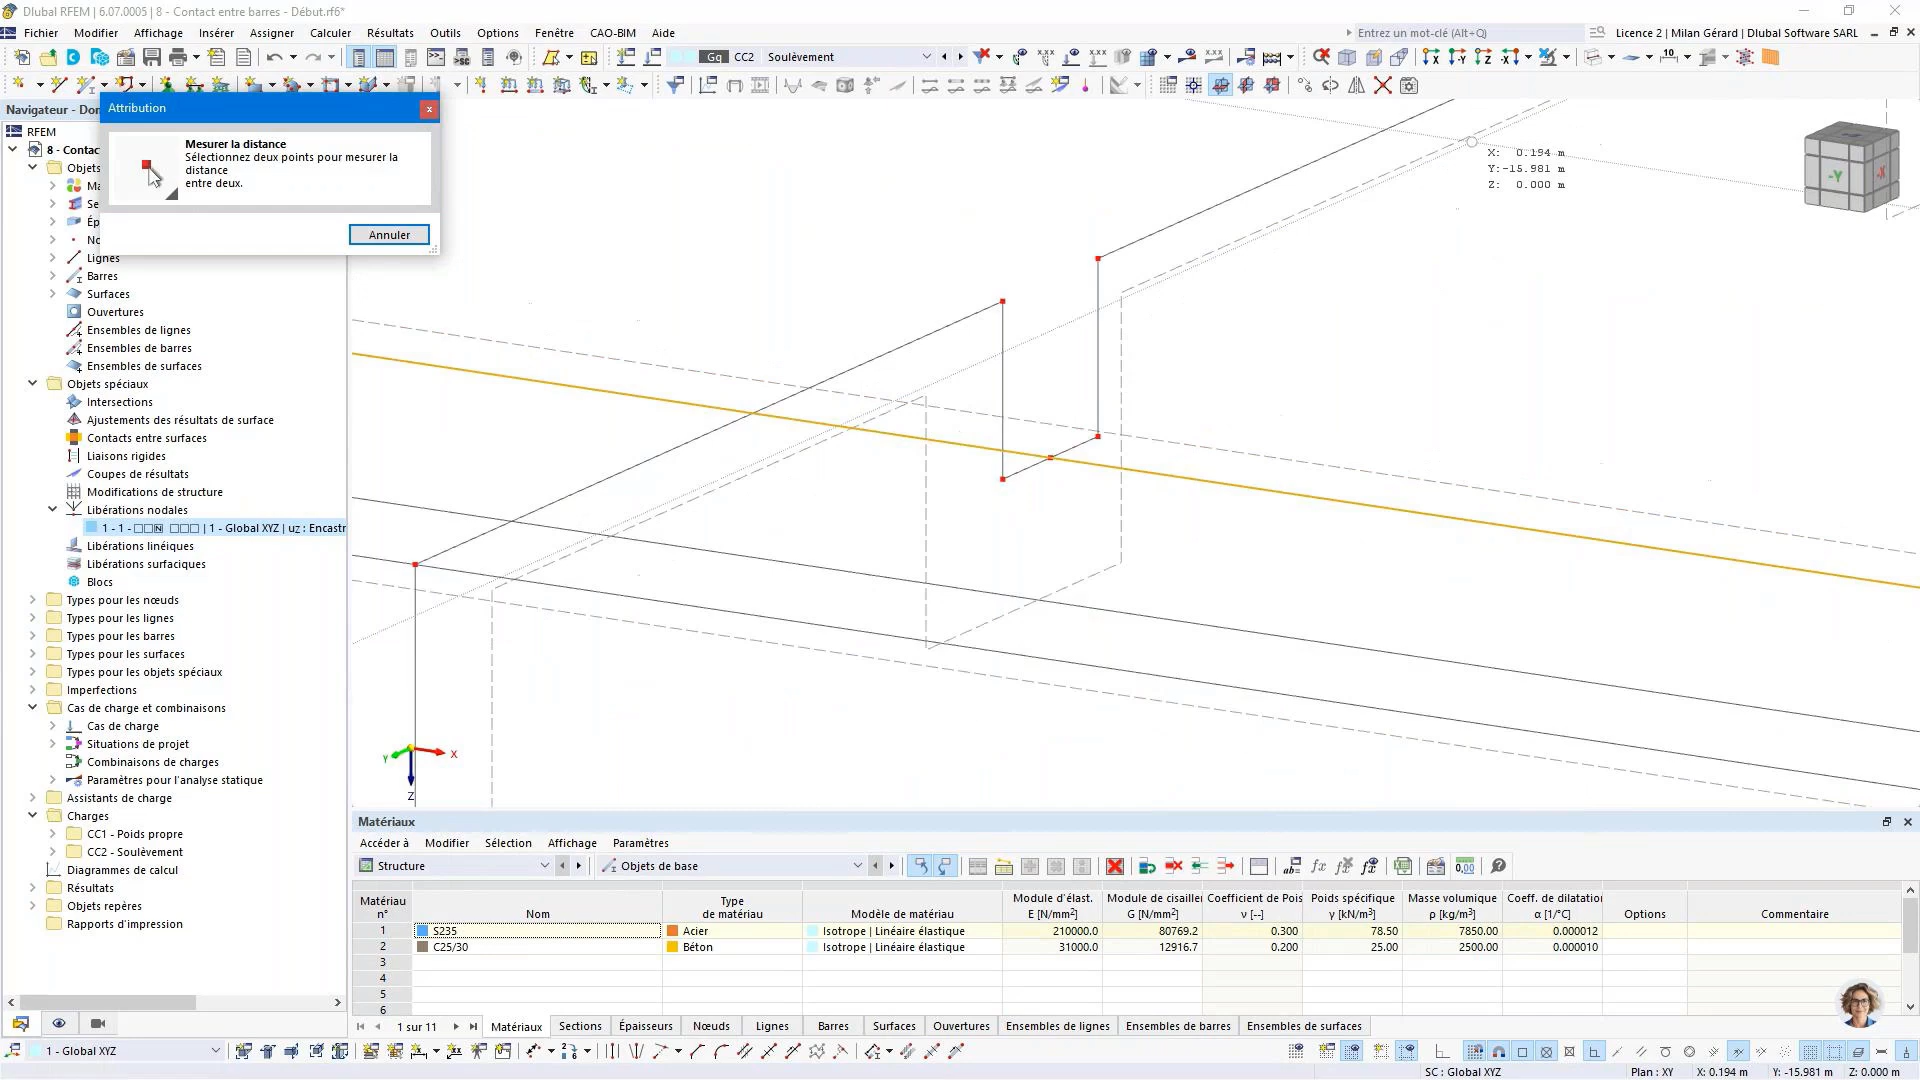 Dlubal RFEM | 6.07.0005 | 8 - Contact entre barres - Début.rf6*
Fichier Modifier Affichage Insérer Assigner Calculer Résultats Outils Options Fenêtre CAO-BIM Aide
Entrez un mot-clé (Alt+Q)
Licence 2 | Milan Gérard | Dlubal Software SARL
Gq CC2 Soulèvement
Navigateur - Don
Attribution
Mesurer la distance
Sélectionnez deux points pour mesurer la
distance
entre deux.
Annuler
RFEM
8 - Contac
Objets
Ma
Se
Ép
No
Lignes
Barres
Surfaces
Ouvertures
Ensembles de lignes
Ensembles de barres
Ensembles de surfaces
Objets spéciaux
Intersections
Ajustements des résultats de surface
Contacts entre surfaces
Liaisons rigides
Coupes de résultats
Modifications de structure
Libérations nodales
1 - 1 - □□N □□□ | 1 - Global XYZ | uz : Encastr
Libérations linéiques
Libérations surfaciques
Blocs
Types pour les nœuds
Types pour les lignes
Types pour les barres
Types pour les surfaces
Types pour les objets spéciaux
Imperfections
Cas de charge et combinaisons
Cas de charge
Situations de projet
Combinaisons de charges
Paramètres pour l'analyse statique
Assistants de charge
Charges
CC1 - Poids propre
CC2 - Soulèvement
Diagrammes de calcul
Résultats
Objets repères
Rapports d'impression
X: 0.194 m
Y:-15.981 m
Z: 0.000 m
-Y -X
X
Y
Z
Matériaux
Accéder à Modifier Sélection Affichage Paramètres
Structure Objets de base
Matériau
n°
Nom
Type
de matériau
Modèle de matériau
Module d'élast.
E [N/mm²]
Module de cisailler
G [N/mm²]
Coefficient de Pois
ν [--]
Poids spécifique
γ [kN/m³]
Masse volumique
ρ [kg/m³]
Coeff. de dilatation
α [1/°C]
Options
Commentaire
1 S235 Acier Isotrope | Linéaire élastique 210000.0 80769.2 0.300 78.50 7850.00 0.000012
2 C25/30 Béton Isotrope | Linéaire élastique 31000.0 12916.7 0.200 25.00 2500.00 0.000010
3
4
5
6
1 sur 11 Matériaux Sections Épaisseurs Nœuds Lignes Barres Surfaces Ouvertures Ensembles de lignes Ensembles de barres Ensembles de surfaces
1 - Global XYZ
SC : Global XYZ Plan : XY X: 0.194 m Y: -15.981 m Z: 0.000 m